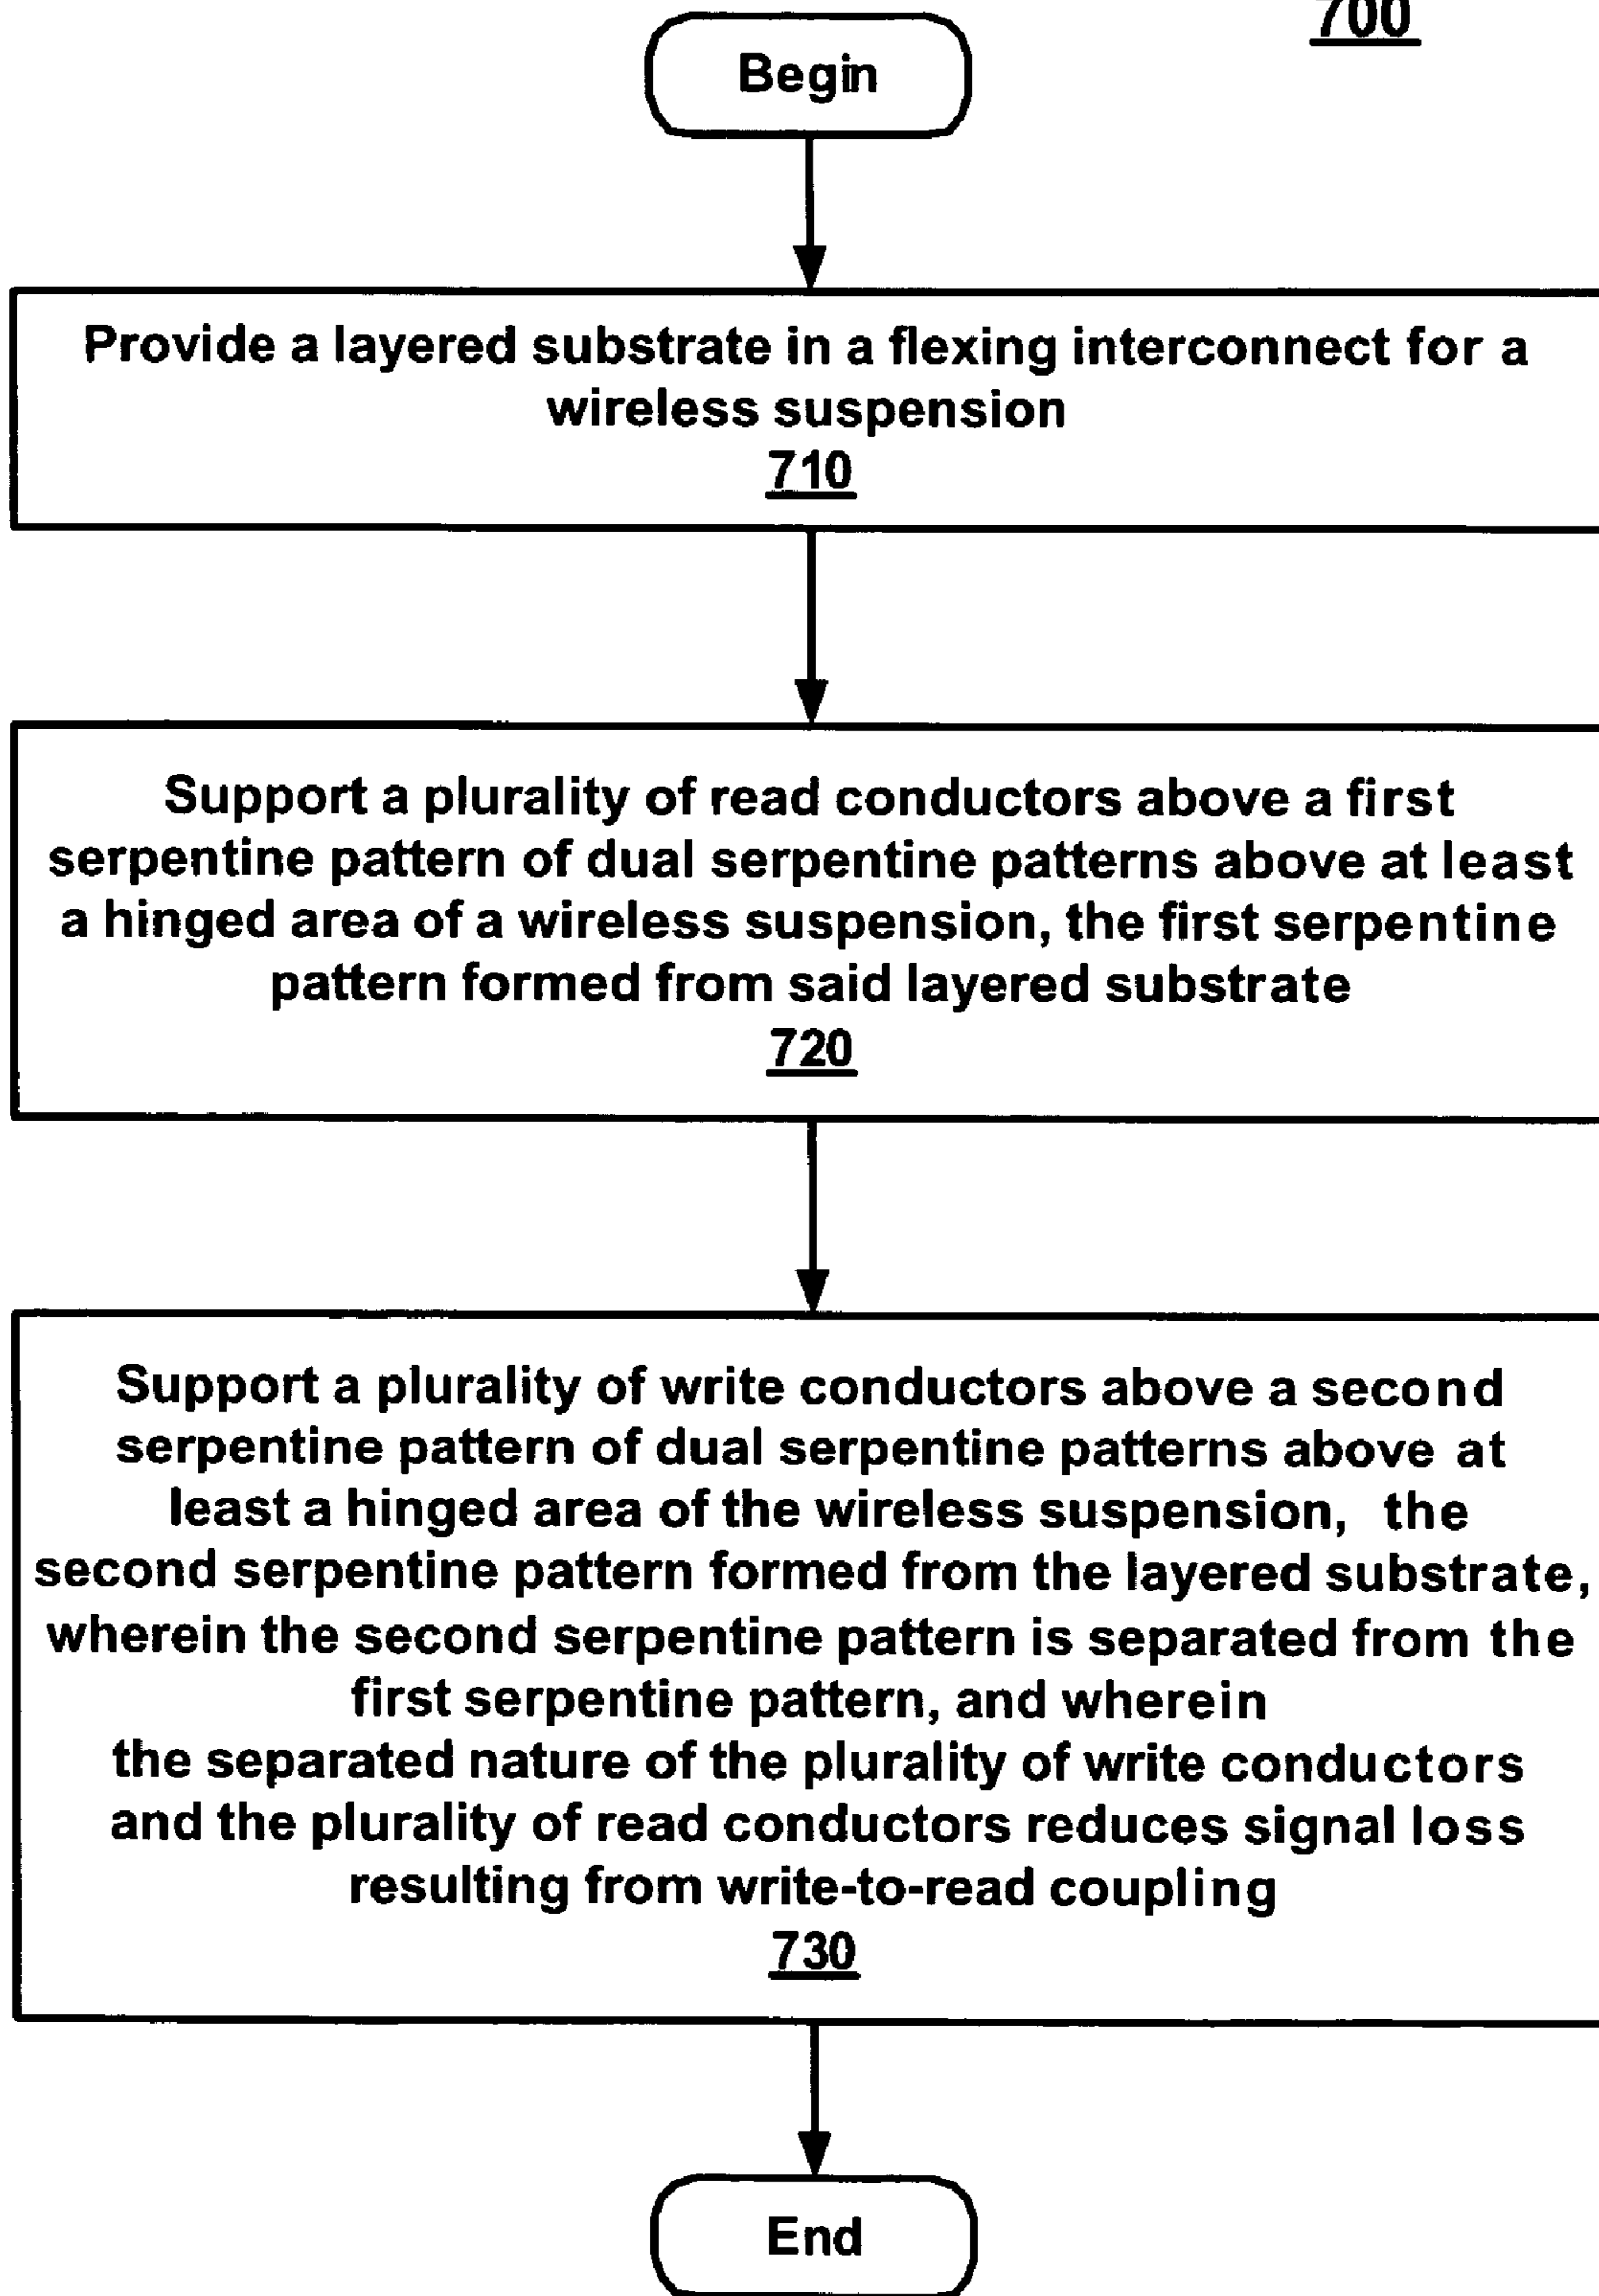 700
Begin
Provide a layered substrate in a flexing interconnect for a
wireless suspension
710
Support a plurality of read conductors above a first
serpentine pattern of dual serpentine patterns above at least
a hinged area of a wireless suspension, the first serpentine
pattern formed from said layered substrate
720
Support a plurality of write conductors above a second
serpentine pattern of dual serpentine patterns above at
least a hinged area of the wireless suspension, the
second serpentine pattern formed from the layered substrate,
wherein the second serpentine pattern is separated from the
first serpentine pattern, and wherein
the separated nature of the plurality of write conductors
and the plurality of read conductors reduces signal loss
resulting from write-to-read coupling
730
End